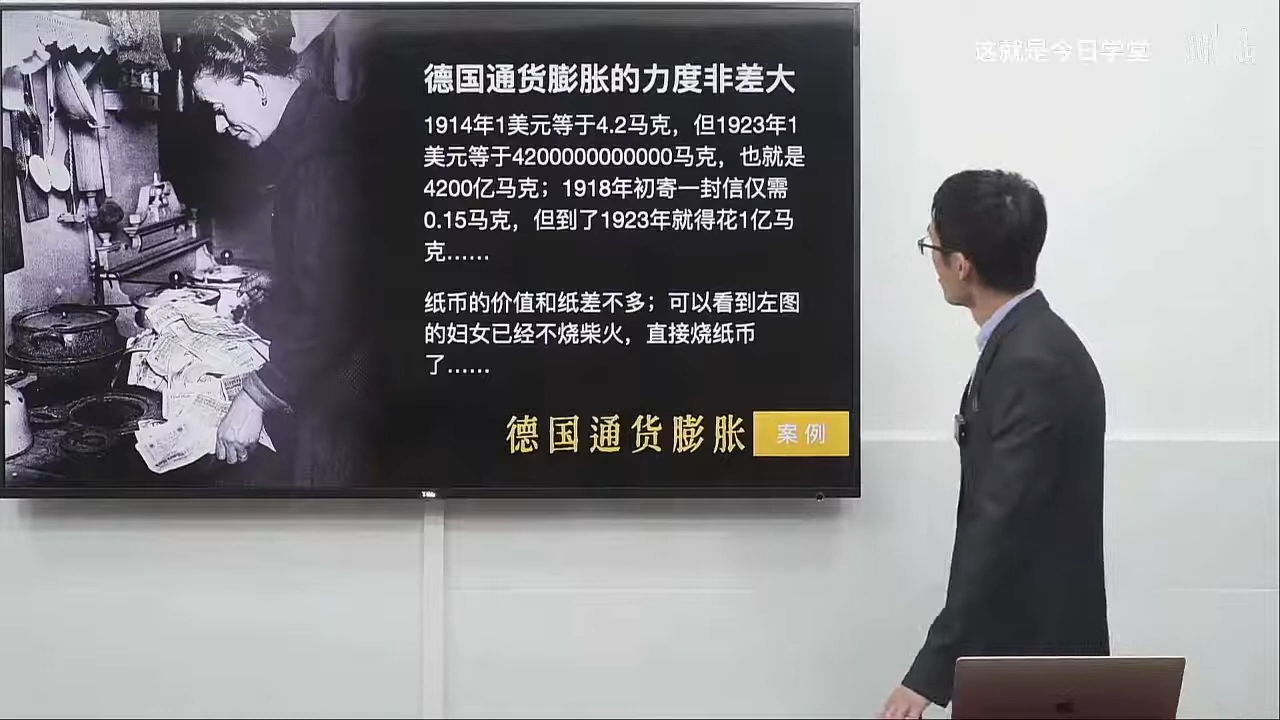 这就是今日学堂
德国通货膨胀的力度非差大
1914年1美元等于4.2马克，但1923年1
美元等于4200000000000马克，也就是
4200亿马克；1918年初寄一封信仅需
0.15马克，但到了1923年就得花1亿马
克……
纸币的价值和纸差不多；可以看到左图
的妇女已经不烧柴火，直接烧纸币
了……
德国通货膨胀
案例